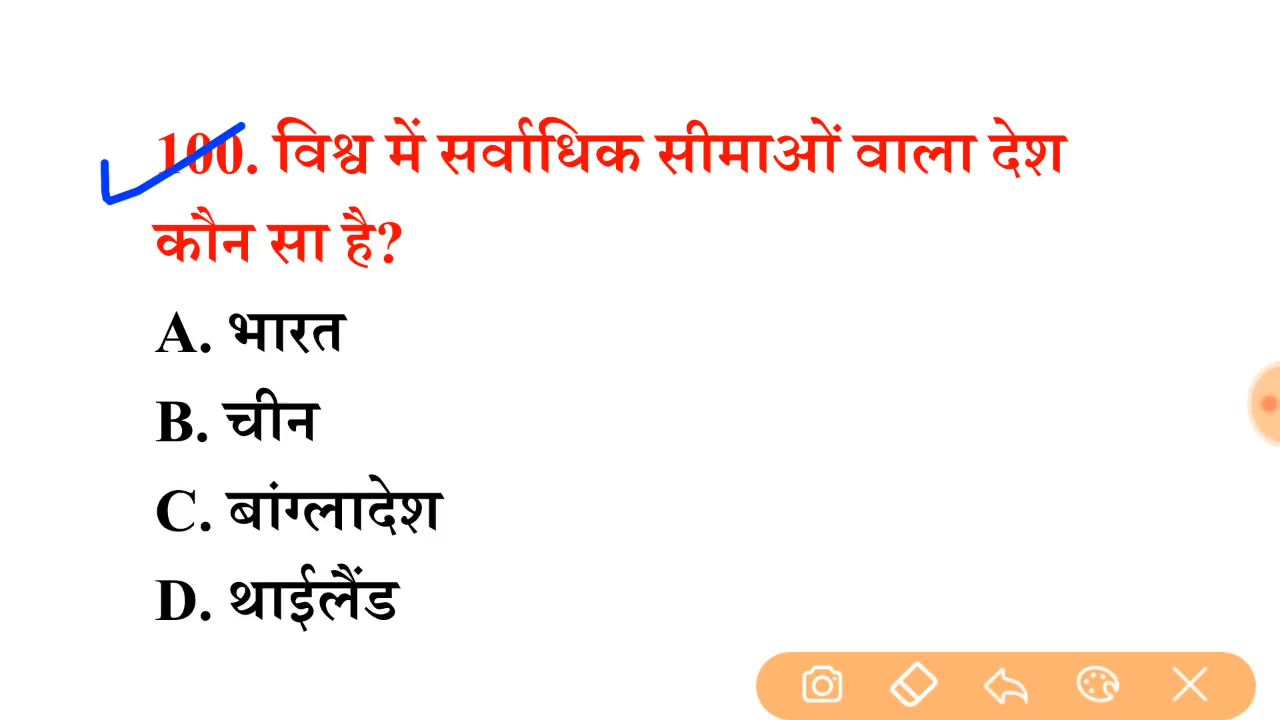 100. विश्व में सर्वाधिक सीमाओं वाला देश
कौन सा है?
A. भारत
B. चीन
C. बांग्लादेश
D. थाईलैंड